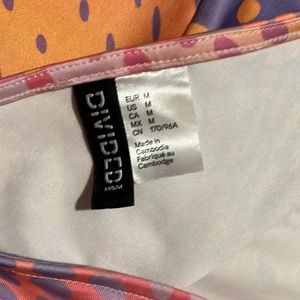 DIVIDED
H&M
EUR M
US M
CA M
MX M
CN 170/96A
Made in
Cambodia
Fabriqué au
Cambodge